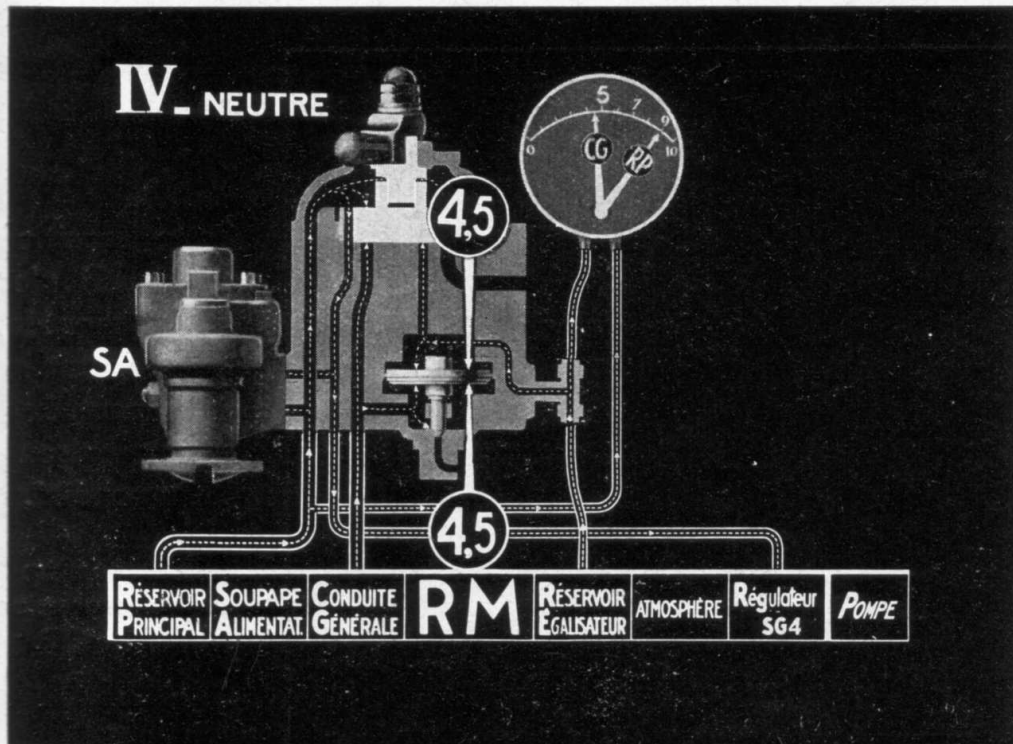 IV_ NEUTRE
5
7
9
0
10
CG
RP
4,5
SA
4,5
RÉSERVOIR PRINCIPAL
SOUPAPE ALIMENTAT.
CONDUITE GÉNÉRALE
RM
RÉSERVOIR ÉGALISATEUR
ATMOSPHÈRE
Régulateur SG4
POMPE